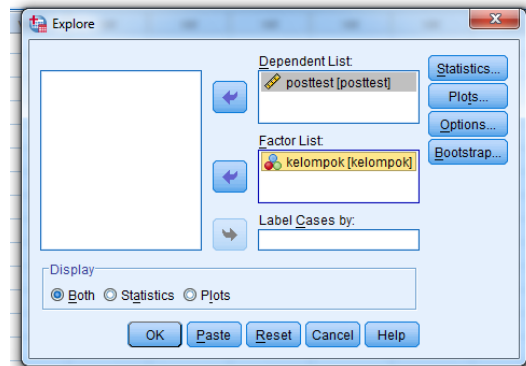 Explore
Dependent List:
posttest [posttest]
Statistics...
Plots...
Options...
Bootstrap...
Factor List:
kelompok [kelompok]
Label Cases by:
Display
Both Statistics Plots
OK Paste Reset Cancel Help